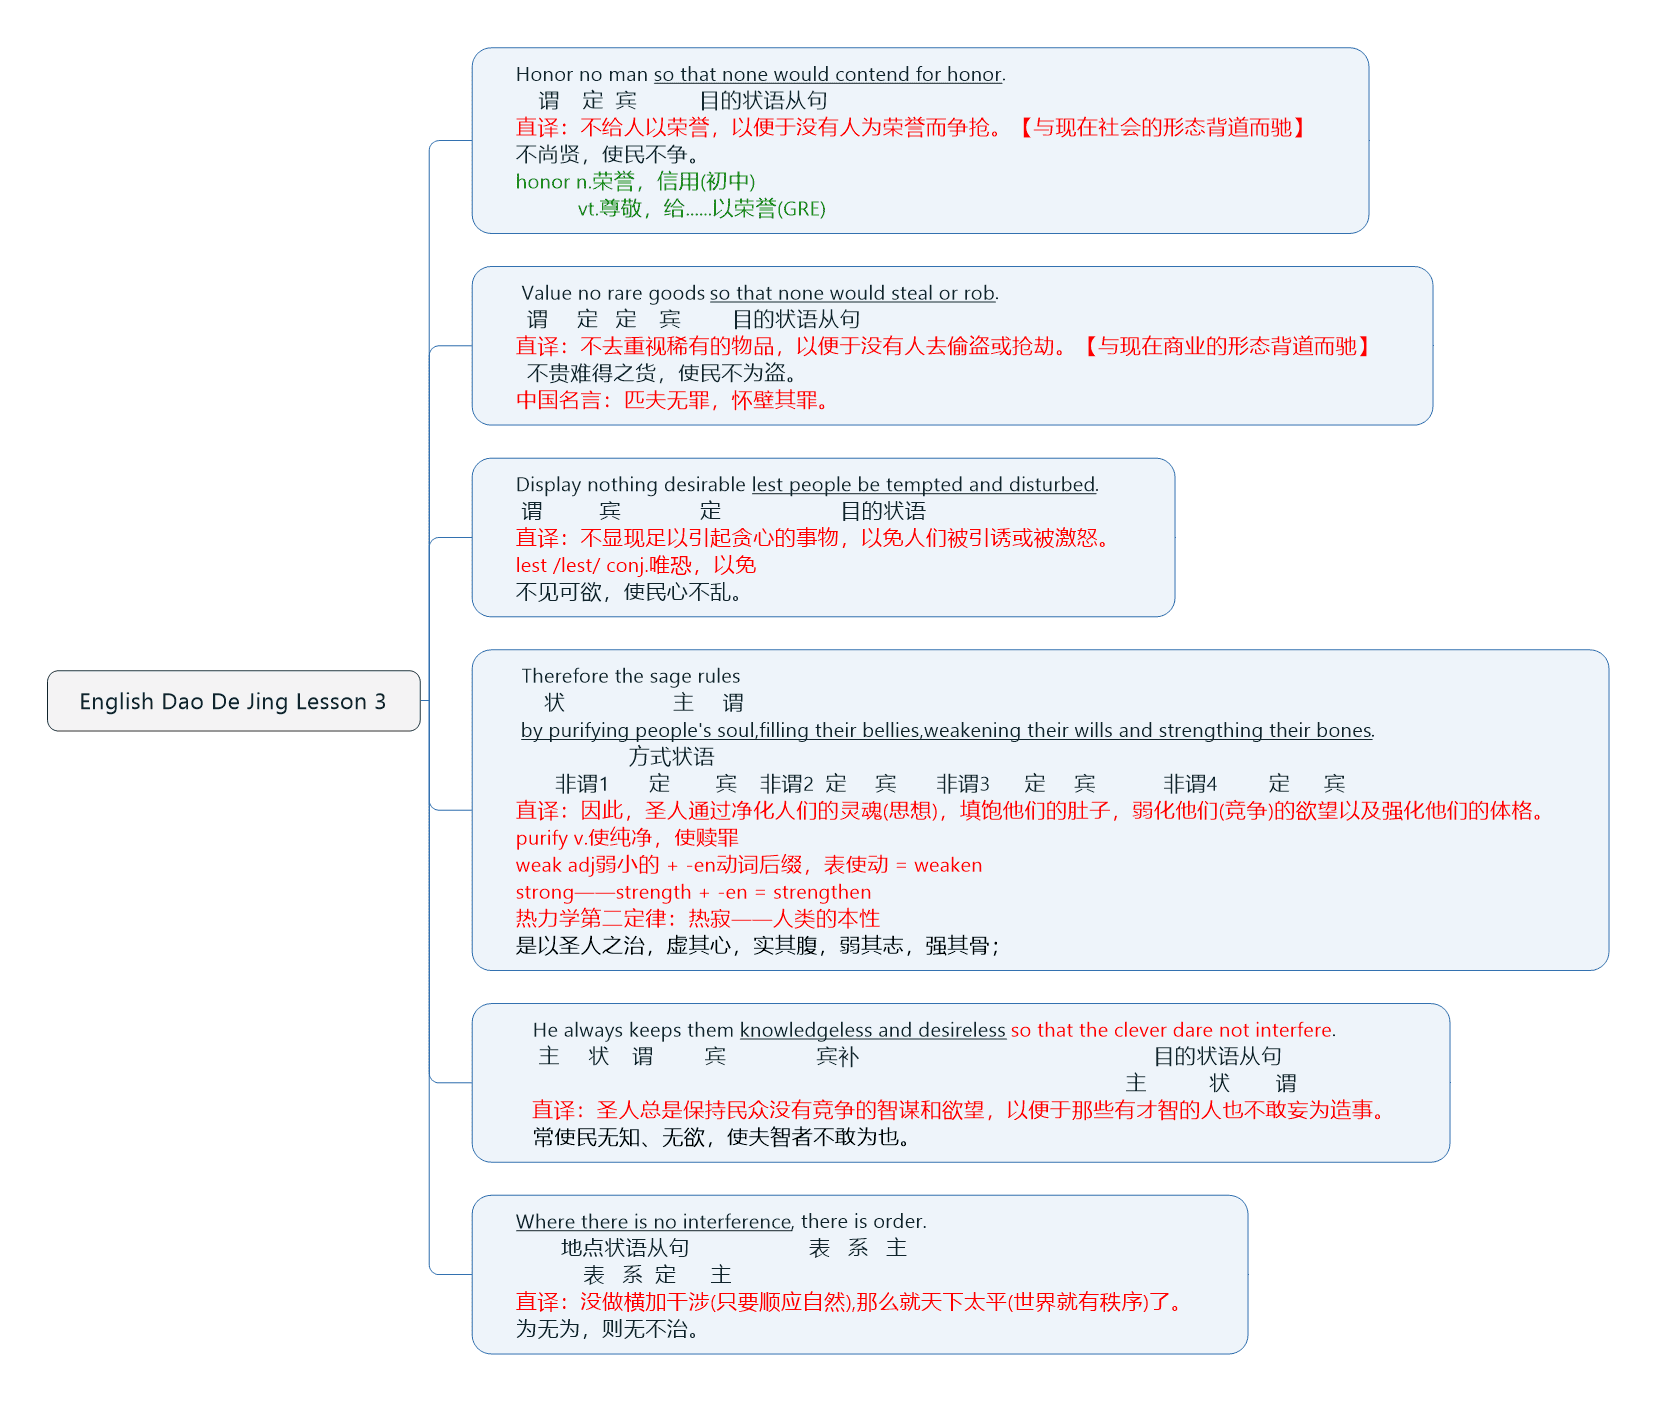 English Dao De Jing Lesson 3
Honor no man so that none would contend for honor.
谓 定 宾 目的状语从句
直译：不给人以荣誉，以便于没有人为荣誉而争抢。【与现在社会的形态背道而驰】
不尚贤，使民不争。
honor n.荣誉，信用(初中)
vt.尊敬，给......以荣誉(GRE)
Value no rare goods so that none would steal or rob.
谓 定 定 宾 目的状语从句
直译：不去重视稀有的物品，以便于没有人去偷盗或抢劫。【与现在商业的形态背道而驰】
不贵难得之货，使民不为盗。
中国名言：匹夫无罪，怀壁其罪。
Display nothing desirable lest people be tempted and disturbed.
谓 宾 定 目的状语
直译：不显现足以引起贪心的事物，以免人们被引诱或被激怒。
lest /lest/ conj.唯恐，以免
不见可欲，使民心不乱。
Therefore the sage rules
状 主 谓
by purifying people's soul,filling their bellies,weakening their wills and strengthing their bones.
方式状语
非谓1 定 宾 非谓2 定 宾 非谓3 定 宾 非谓4 定 宾
直译：因此，圣人通过净化人们的灵魂(思想)，填饱他们的肚子，弱化他们(竞争)的欲望以及强化他们的体格。
purify v.使纯净，使赎罪
weak adj弱小的 + -en动词后缀，表使动 = weaken
strong——strength + -en = strengthen
热力学第二定律：热寂——人类的本性
是以圣人之治，虚其心，实其腹，弱其志，强其骨；
He always keeps them knowledgeless and desireless so that the clever dare not interfere.
主 状 谓 宾 宾补 目的状语从句
主 状 谓
直译：圣人总是保持民众没有竞争的智谋和欲望，以便于那些有才智的人也不敢妄为造事。
常使民无知、无欲，使夫智者不敢为也。
Where there is no interference, there is order.
地点状语从句 表 系 主
表 系 定 主
直译：没做横加干涉(只要顺应自然),那么就天下太平(世界就有秩序)了。
为无为，则无不治。